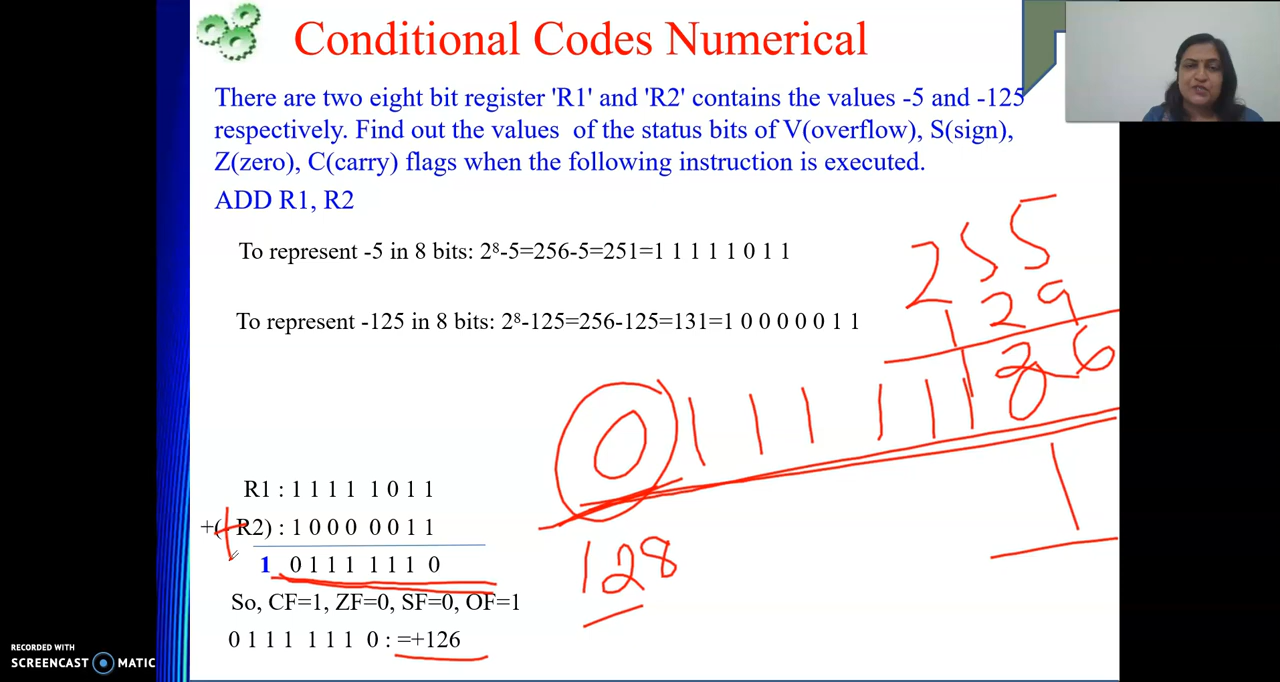 Conditional Codes Numerical
There are two eight bit register 'R1' and 'R2' contains the values -5 and -125
respectively. Find out the values of the status bits of V(overflow), S(sign),
Z(zero), C(carry) flags when the following instruction is executed.
ADD R1, R2
To represent -5 in 8 bits: 2⁸-5=256-5=251=1 1 1 1 1 0 1 1
To represent -125 in 8 bits: 2⁸-125=256-125=131=1 0 0 0 0 0 1 1
255
129
126
0 1 1 1 1 1 1
1
128
R1 : 1 1 1 1 1 0 1 1
+( R2) : 1 0 0 0 0 0 1 1
1 0 1 1 1 1 1 1 0
So, CF=1, ZF=0, SF=0, OF=1
0 1 1 1 1 1 1 0 : =+126
RECORDED WITH
SCREENCAST MATIC